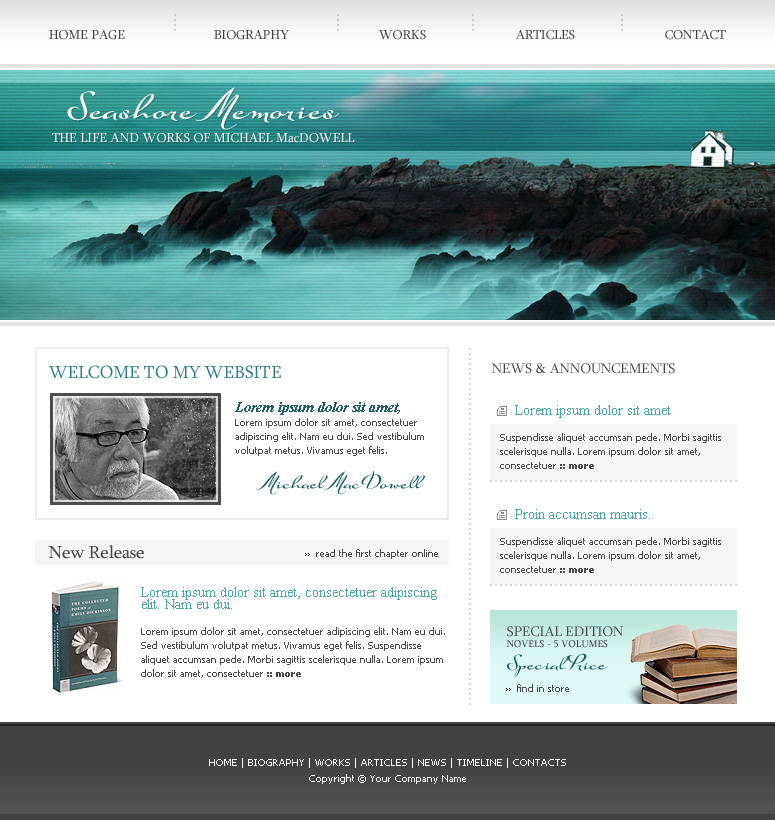 HOME PAGE
BIOGRAPHY
WORKS
ARTICLES
CONTACT
Seashore Memories
THE LIFE AND WORKS OF MICHAEL MacDOWELL
WELCOME TO MY WEBSITE
Lorem ipsum dolor sit amet,
Lorem ipsum dolor sit amet, consectetuer
adipiscing elit. Nam eu dui. Sed vestibulum
volutpat metus. Vivamus eget felis.
Michael MacDowell
New Release
›› read the first chapter online
THE COLLECTED
POEMS of
EMILY DICKINSON
Lorem ipsum dolor sit amet, consectetuer adipiscing
elit. Nam eu dui.
Lorem ipsum dolor sit amet, consectetuer adipiscing elit. Nam eu dui.
Sed vestibulum volutpat metus. Vivamus eget felis. Suspendisse
aliquet accumsan pede. Morbi sagittis scelerisque nulla. Lorem ipsum
dolor sit amet, consectetuer :: more
NEWS & ANNOUNCEMENTS
Lorem ipsum dolor sit amet
Suspendisse aliquet accumsan pede. Morbi sagittis
scelerisque nulla. Lorem ipsum dolor sit amet,
consectetuer :: more
Proin accumsan mauris.
Suspendisse aliquet accumsan pede. Morbi sagittis
scelerisque nulla. Lorem ipsum dolor sit amet,
consectetuer :: more
SPECIAL EDITION
NOVELS - 5 VOLUMES
Special Price
›› find in store
HOME | BIOGRAPHY | WORKS | ARTICLES | NEWS | TIMELINE | CONTACTS
Copyright © Your Company Name